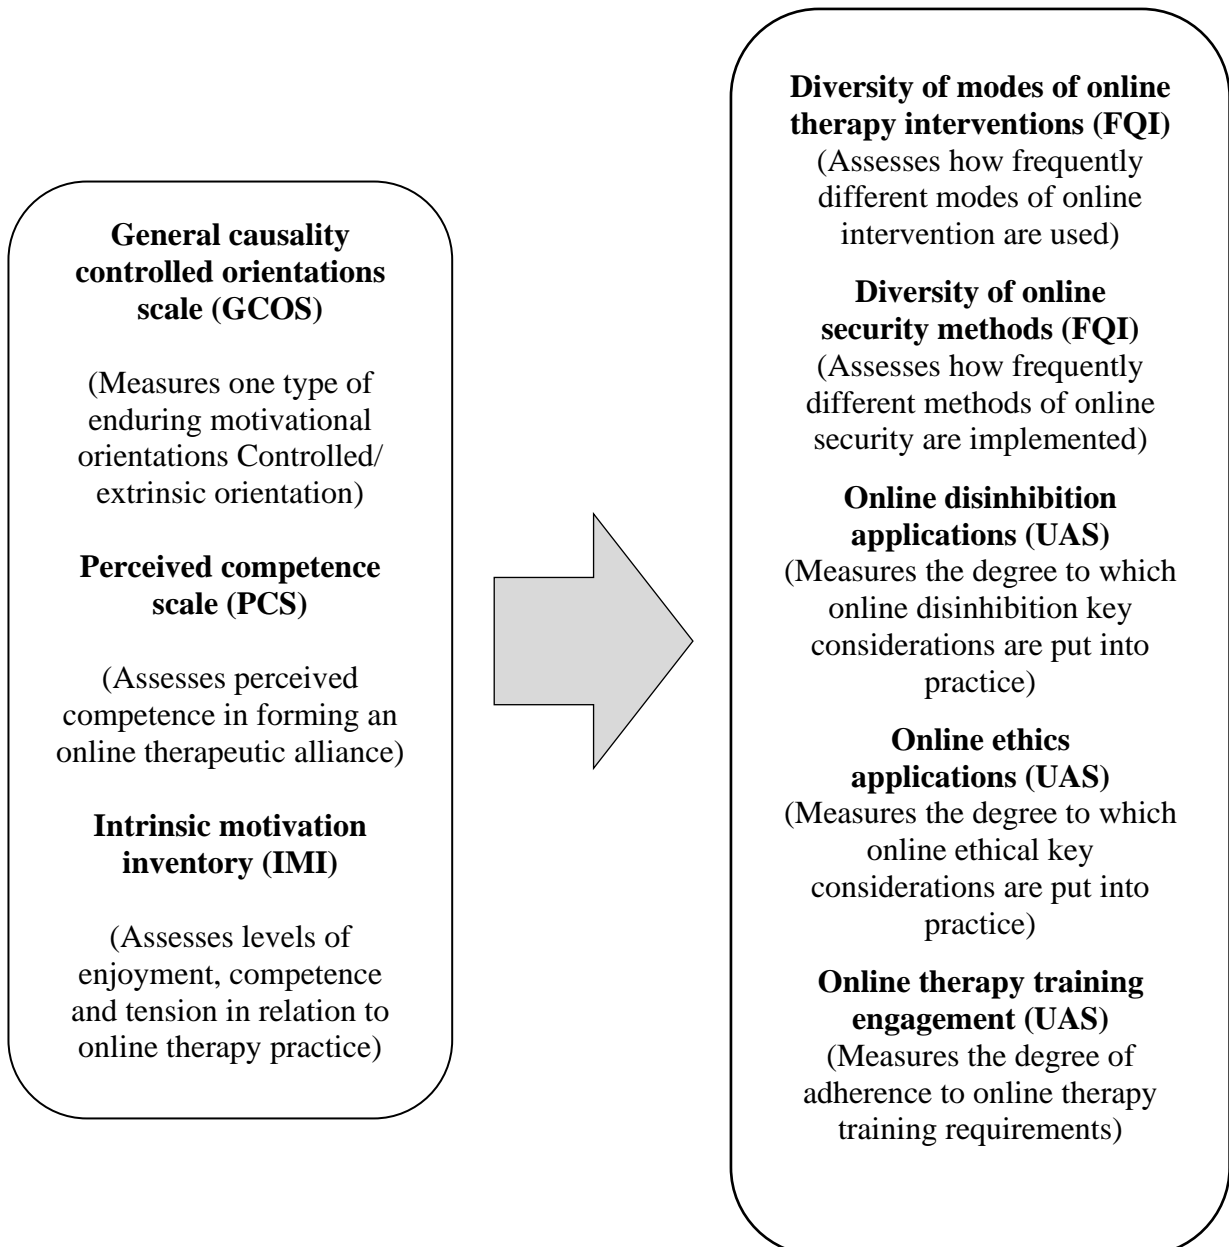 General causality
controlled orientations
scale (GCOS)
(Measures one type of
enduring motivational
orientations Controlled/
extrinsic orientation)
Perceived competence
scale (PCS)
(Assesses perceived
competence in forming an
online therapeutic alliance)
Intrinsic motivation
inventory (IMI)
(Assesses levels of
enjoyment, competence
and tension in relation to
online therapy practice)
Diversity of modes of online
therapy interventions (FQI)
(Assesses how frequently
different modes of online
intervention are used)
Diversity of online
security methods (FQI)
(Assesses how frequently
different methods of online
security are implemented)
Online disinhibition
applications (UAS)
(Measures the degree to which
online disinhibition key
considerations are put into
practice)
Online ethics
applications (UAS)
(Measures the degree to which
online ethical key
considerations are put into
practice)
Online therapy training
engagement (UAS)
(Measures the degree of
adherence to online therapy
training requirements)